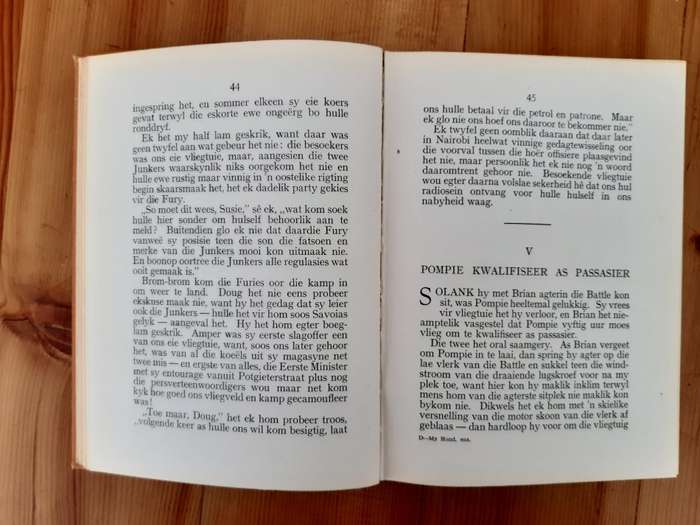 44
ingespring het, en sommer elkeen sy eie koers
gevat terwyl die eskorte ewe ongeërg bo hulle
ronddryf.
Ek het my half lam geskrik, want daar was
geen twyfel aan wat gebeur het nie : die besoekers
was ons eie vliegtuie, maar, aangesien die twee
Junkers waarskynlik niks oorgekom het nie en
hulle ewe rustig maar vinnig in 'n oostelike rigting
begin skaarsmaak het, het ek dadelik party gekies
vir die Fury.
„So moet dit wees, Susie,” sê ek, „wat kom soek
hulle hier sonder om hulself behoorlik aan te
meld? Buitendien glo ek nie dat daardie Fury
vanweë sy posisie teen die son die fatsoen en
merke van die Junkers mooi kon uitmaak nie.
En boonop oortree die Junkers alle regulasies wat
ooit gemaak is.”
Brom-brom kom die Furies oor die kamp in
om weer te land. Doug het nie eens probeer
ekskuse maak nie, want by het gedag dat sy leier
ook die Junkers — hulle het vir hom soos Savoias
gelyk — aangeval het. Hy het hom egter boeg-
lam geskrik. Amper was sy eerste slagoffer een
van ons eie vliegtuie, want, soos ons later gehoor
het, was van al die koeëls uit sy magasyne net
twee mis — en ergste van alles, die Eerste Minister
met sy entourage vanuit Potgieterstraat plus nog
die persverteenwoordigers wou maar net kom
kyk hoe goed ons vliegveld en kamp gecamoufleer
was!
„Toe maar, Doug,” het ek hom probeer troos,
„volgende keer as hulle ons wil kom besigtig, laat
45
ons hulle betaal vir die petrol en patrone. Maar
ek glo nie ons hoef ons daaroor te bekommer nie.”
Ek twyfel geen oomblik daaraan dat daar later
in Nairobi heelwat vinnige gedagtewisseling oor
die voorval tussen die hoër offisiere plaasgevind
het nie, maar persoonlik het ek nie nog 'n woord
daaromtrent gehoor nie. Besoekende vliegtuie
wou egter daarna volslae sekerheid hê dat ons hul
radiosein ontvang voor hulle hulself in ons
nabyheid waag.
V
POMPIE KWALIFISEER AS PASSASIER
SOLANK hy met Brian agterin die Battle kon
sit, was Pompie heeltemal gelukkig. Sy vrees
vir vliegtuie het hy verloor, en Brian het nie-
amptelik vasgestel dat Pompie vyftig uur moes
vlieg om te kwalifiseer as passasier.
Die twee het oral saamgery. As Brian vergeet
om Pompie in te laai, dan spring hy agter op die
lae vlerk van die Battle en sukkel teen die wind-
stroom van die draaiende lugskroef voor na my
plek toe, want hier kon hy maklik inklim terwyl
mens hom van die agterste sitplek nie maklik kon
bykom nie. Dikwels het ek hom met 'n skielike
versnelling van die motor skoon van die vlerk af
geblaas — dan hardloop hy voor om die vliegtuig
D—My Hond, ens.